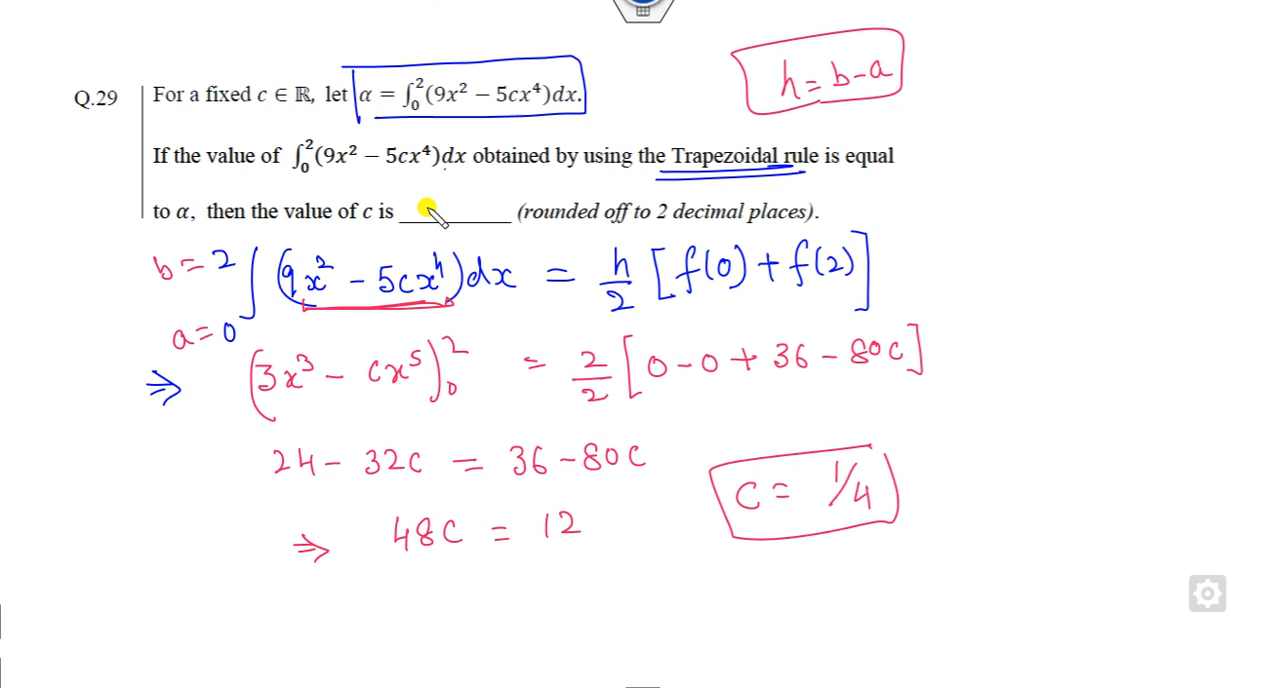 h = b-a
Q.29 For a fixed c ∈ ℝ, let α = ∫₀²(9x² − 5cx⁴)dx.
If the value of ∫₀²(9x² − 5cx⁴)dx obtained by using the Trapezoidal rule is equal
to α, then the value of c is ________ (rounded off to 2 decimal places).
b = 2 ∫ (9x² − 5cx⁴)dx = h/2 [f(0) + f(2)]
a = 0
⇒ (3x³ − cx⁵)₀² = 2/2 [0 − 0 + 36 − 80c]
24 − 32c = 36 − 80c
c = 1/4
⇒ 48c = 12